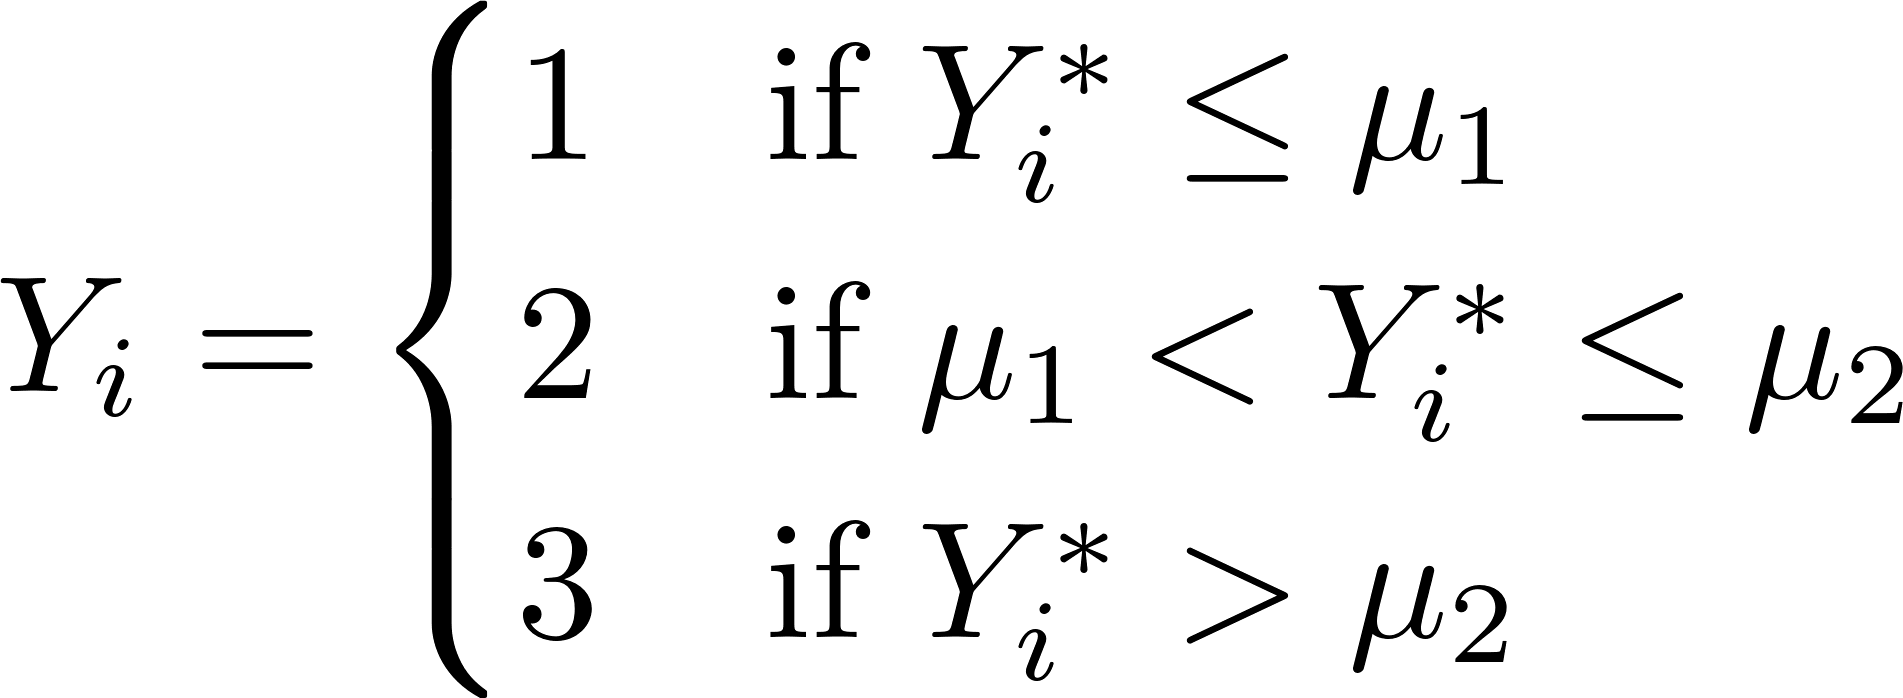 1 if Y_i^* ≤ μ_1
Y_i = { 2 if μ_1 < Y_i^* ≤ μ_2
3 if Y_i^* > μ_2